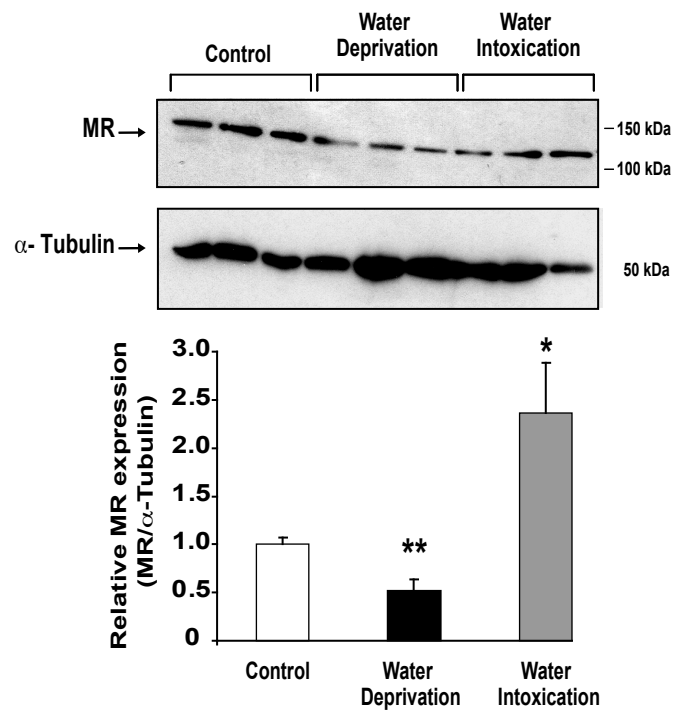 Control
Water
Deprivation
Water
Intoxication
MR
150 kDa
100 kDa
α- Tubulin
50 kDa
Relative MR expression
(MR/α-Tubulin)
3.0
2.5
2.0
1.5
1.0
0.5
0
**
*
Control
Water
Deprivation
Water
Intoxication